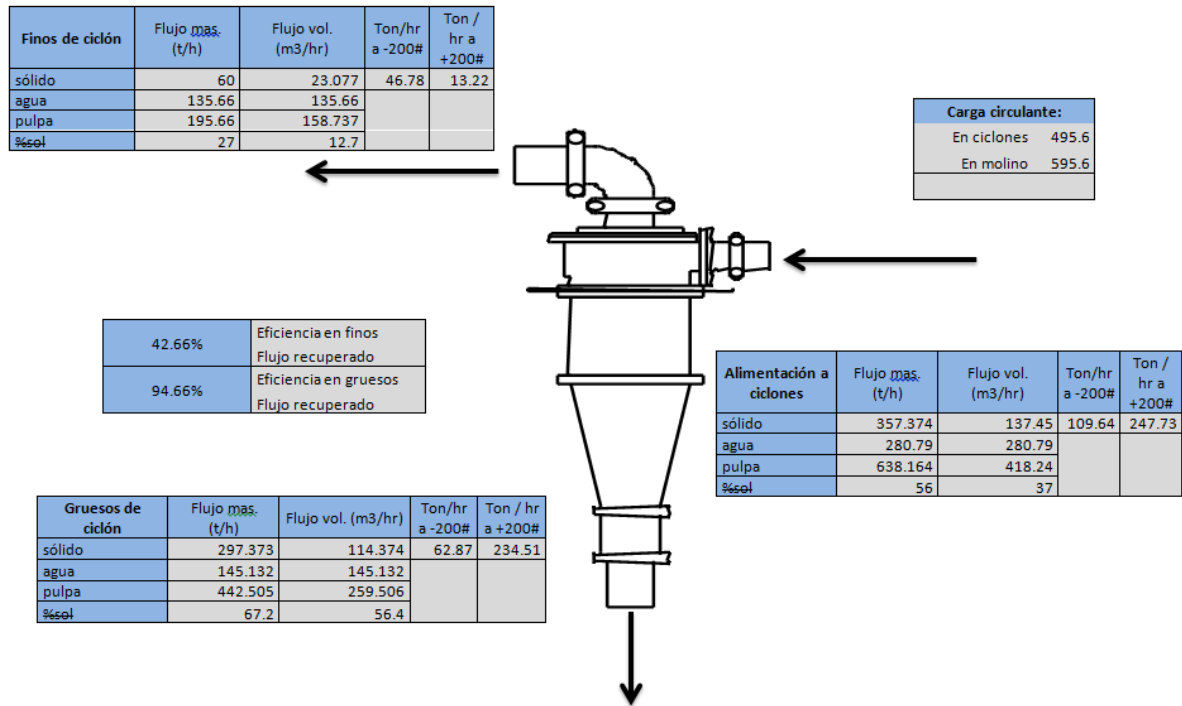 Finos de ciclón
Flujo mas. (t/h)
Flujo vol. (m3/hr)
Ton/hr a -200#
Ton / hr a +200#
sólido 60 23.077 46.78 13.22
agua 135.66 135.66
pulpa 195.66 158.737
%sol 27 12.7
Carga circulante:
En ciclones 495.6
En molino 595.6
42.66%
Eficiencia en finos
Flujo recuperado
94.66%
Eficiencia en gruesos
Flujo recuperado
Alimentación a ciclones
Flujo mas. (t/h)
Flujo vol. (m3/hr)
Ton/hr a -200#
Ton / hr a +200#
sólido 357.374 137.45 109.64 247.73
agua 280.79 280.79
pulpa 638.164 418.24
%sol 56 37
Gruesos de ciclón
Flujo mas. (t/h)
Flujo vol. (m3/hr)
Ton/hr a -200#
Ton / hr a +200#
sólido 297.373 114.374 62.87 234.51
agua 145.132 145.132
pulpa 442.505 259.506
%sol 67.2 56.4